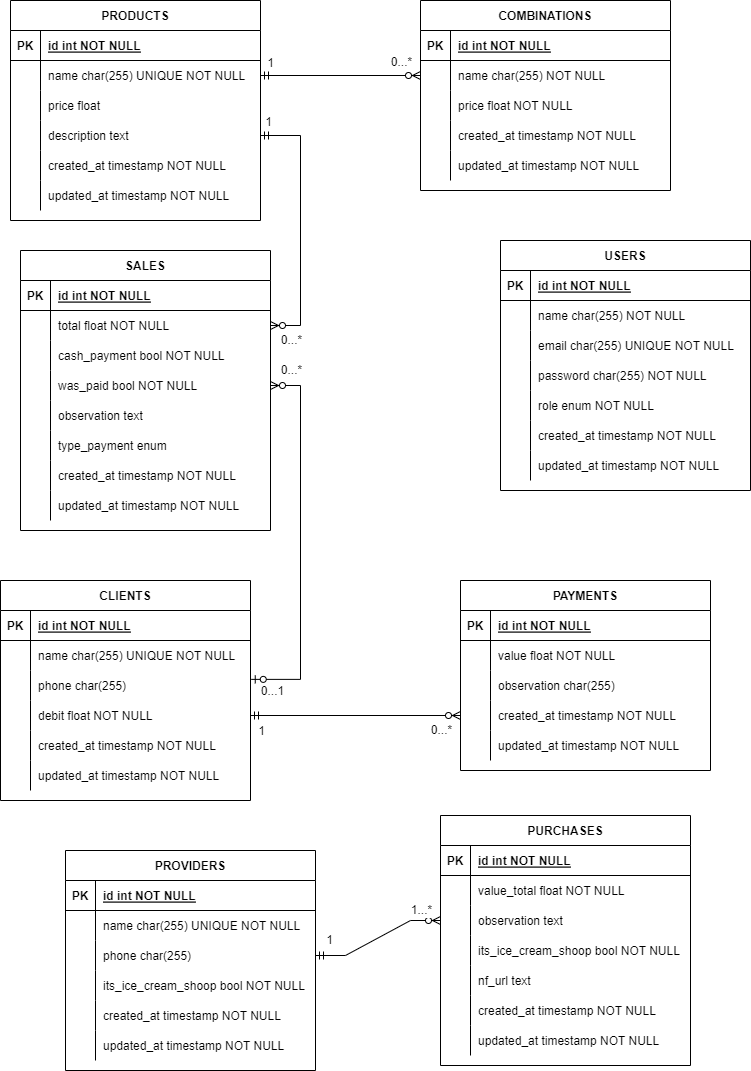 PRODUCTS
PK id int NOT NULL
name char(255) UNIQUE NOT NULL
price float
description text
created_at timestamp NOT NULL
updated_at timestamp NOT NULL
1
0...*
1
COMBINATIONS
PK id int NOT NULL
name char(255) NOT NULL
price float NOT NULL
created_at timestamp NOT NULL
updated_at timestamp NOT NULL
SALES
PK id int NOT NULL
total float NOT NULL
cash_payment bool NOT NULL
was_paid bool NOT NULL
observation text
type_payment enum
created_at timestamp NOT NULL
updated_at timestamp NOT NULL
0...*
0...*
USERS
PK id int NOT NULL
name char(255) NOT NULL
email char(255) UNIQUE NOT NULL
password char(255) NOT NULL
role enum NOT NULL
created_at timestamp NOT NULL
updated_at timestamp NOT NULL
CLIENTS
PK id int NOT NULL
name char(255) UNIQUE NOT NULL
phone char(255)
debit float NOT NULL
created_at timestamp NOT NULL
updated_at timestamp NOT NULL
0...1
1
0...*
PAYMENTS
PK id int NOT NULL
value float NOT NULL
observation char(255)
created_at timestamp NOT NULL
updated_at timestamp NOT NULL
PROVIDERS
PK id int NOT NULL
name char(255) UNIQUE NOT NULL
phone char(255)
its_ice_cream_shoop bool NOT NULL
created_at timestamp NOT NULL
updated_at timestamp NOT NULL
1
1...*
PURCHASES
PK id int NOT NULL
value_total float NOT NULL
observation text
its_ice_cream_shoop bool NOT NULL
nf_url text
created_at timestamp NOT NULL
updated_at timestamp NOT NULL